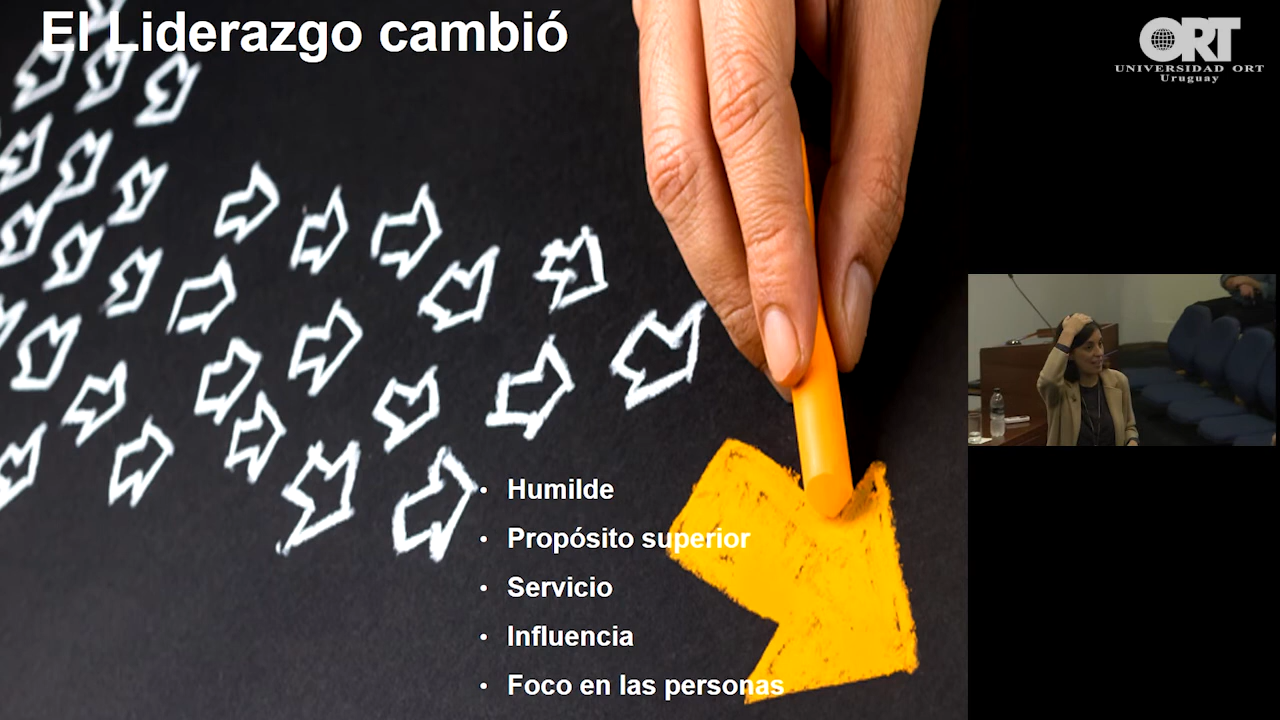 El Liderazgo cambió
ORT
UNIVERSIDAD ORT
Uruguay
• Humilde
• Propósito superior
• Servicio
• Influencia
• Foco en las personas